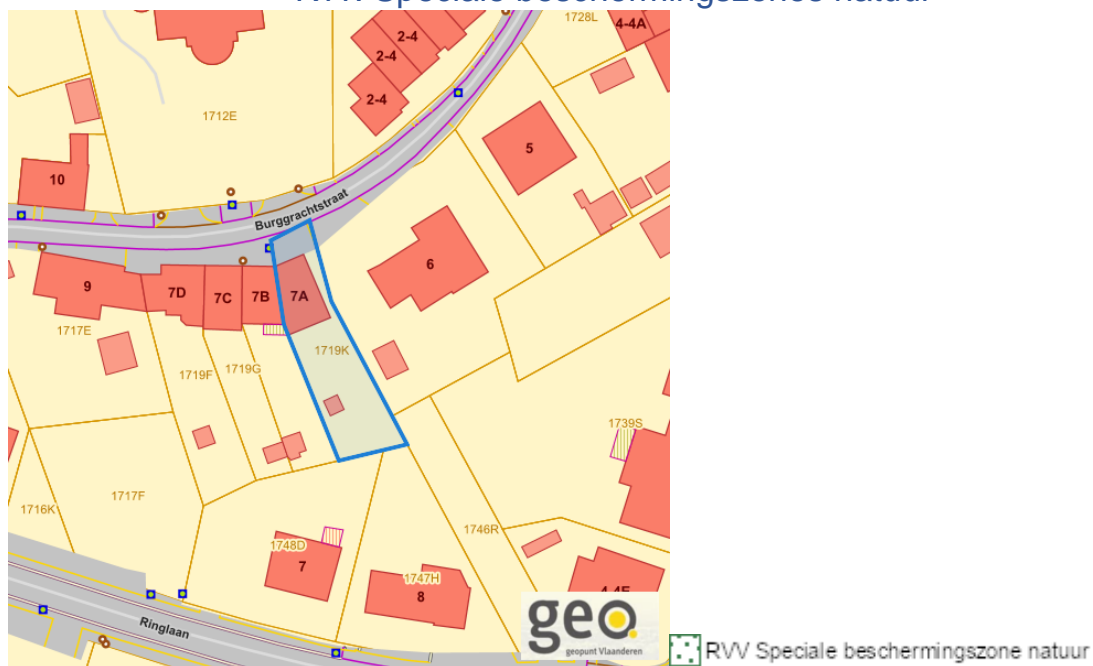 RVV Speciale beschermingszones natuur
1728L
4-4A
2-4
2-4
2-4
1712E
5
10
Burggrachtstraat
6
9
7D
7C
7B
7A
1717E
1719K
1719F
1719G
1739S
1717F
1716K
1746R
1748D
7
1747H
8
4-4E
geo
geopunt Vlaanderen
Ringlaan
RVV Speciale beschermingszone natuur